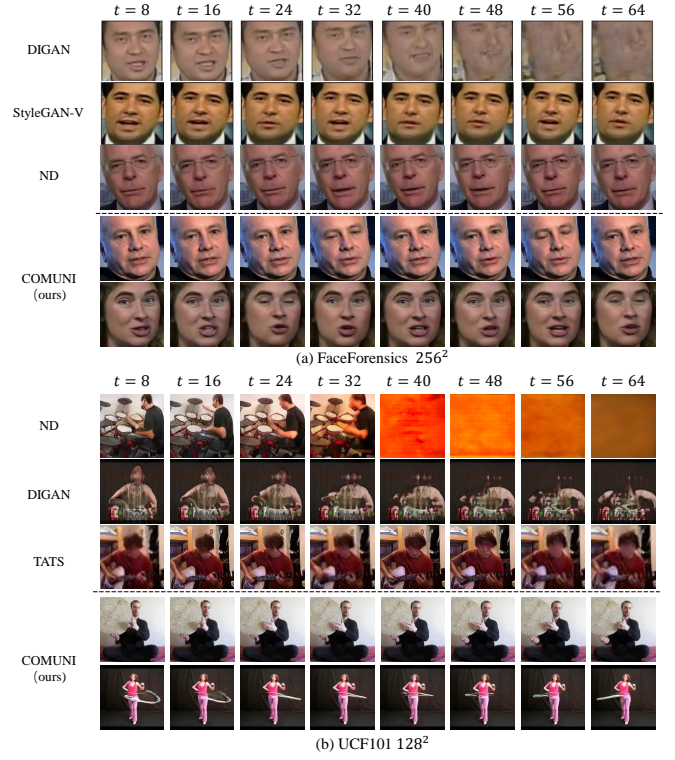 t = 8 t = 16 t = 24 t = 32 t = 40 t = 48 t = 56 t = 64
DIGAN
StyleGAN-V
ND
COMUNI
(ours)
(a) FaceForensics 256²
t = 8 t = 16 t = 24 t = 32 t = 40 t = 48 t = 56 t = 64
ND
DIGAN
TATS
COMUNI
(ours)
(b) UCF101 128²